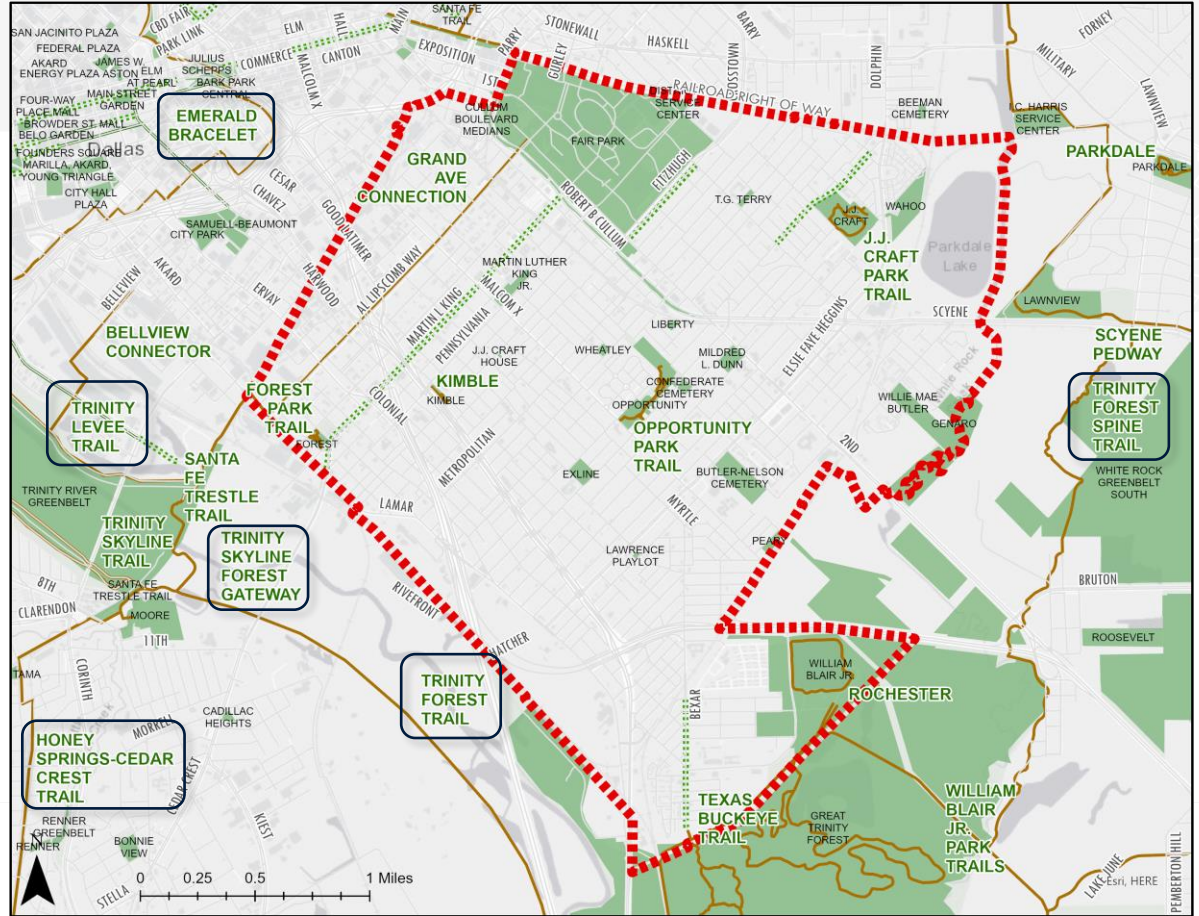 SAN JACINTO PLAZA
FEDERAL PLAZA
AKARD
JAMES W.
ENERGY PLAZA
ASTON
ELM
AT PEARL
MAIN STREET
GARDEN
FOUR-WAY
PLACE MALL
BROWDER ST. MALL
BELO GARDEN
Dallas
FOUNDERS SQUARE
MARILLA, AKARD,
YOUNG TRIANGLE
CITY HALL
PLAZA
CBD FAIR
PARK LINK
ELM
HALL
MAIN
COMMERCE
CANTON
MALCOLM X
JULIUS
SCHEPPS
BARK PARK
CENTRAL
EMERALD
BRACELET
SANTA FE
TRAIL
EXPOSITION
1ST
PARRY
STONEWALL
GURLEY
HASKELL
BARRY
DOLPHIN
MILITARY
FORNEY
LAWNVIEW
RAILROAD RIGHT OF WAY
SERVICE
CENTER
BEEMAN
CEMETERY
SERVICE
CENTER
PARKDALE
PARKDALE
CULLUM
BOULEVARD
MEDIANS
FAIR PARK
FITZHUGH
ROBERT B CULLUM
GRAND
AVE
CONNECTION
CESAR
CHAVEZ
GOOD LATIMER
HARWOOD
SAMUELL-BEAUMONT
CITY PARK
BELLEVIEW
AKARD
ERVAY
AL LIPSCOMB WAY
MARTIN LUTHER
KING
JR.
MALCOM X
MARTIN L KING
PENNSYLVANIA
T.G. TERRY
J.J.
CRAFT
WAHOO
J.J.
CRAFT
PARK
TRAIL
Parkdale
Lake
LAWNVIEW
SCYENE
SCYENE
PEDWAY
BELLVIEW
CONNECTOR
LIBERTY
J.J. CRAFT
HOUSE
WHEATLEY
MILDRED
L. DUNN
ELSIE FAYE HEGGINS
KIMBLE
KIMBLE
COLONIAL
CONFEDERATE
CEMETERY
OPPORTUNITY
OPPORTUNITY
PARK
TRAIL
WILLIE MAE
BUTLER
GENARO
TRINITY
FOREST
SPINE
TRAIL
WHITE ROCK
GREENBELT
SOUTH
TRINITY
LEVEE
TRAIL
FOREST
PARK
TRAIL
FOREST
SANTA
FE
TRESTLE
TRAIL
TRINITY RIVER
GREENBELT
TRINITY
SKYLINE
TRAIL
METROPOLITAN
LAMAR
EXLINE
BUTLER-NELSON
CEMETERY
2ND
MYRTLE
LAWRENCE
PLAYLOT
TRINITY
SKYLINE
FOREST
GATEWAY
SANTA FE
TRESTLE TRAIL
8TH
CLARENDON
MOORE
11TH
CORINTH
RIVERFRONT
HATCHER
BRUTON
ROOSEVELT
TRINITY
FOREST
TRAIL
WILLIAM
BLAIR JR.
ROCHESTER
BEXAR
CADILLAC
HEIGHTS
MORRELL
HONEY
SPRINGS-CEDAR
CREST
TRAIL
CEDAR CREST
KIEST
RENNER
GREENBELT
RENNER
BONNIE
VIEW
STELLA
TEXAS
BUCKEYE
TRAIL
GREAT
TRINITY
FOREST
WILLIAM
BLAIR
JR.
PARK
TRAILS
LAKE JUNE
PEMBERTON HILL
Esri, HERE
N
0 0.25 0.5 1 Miles